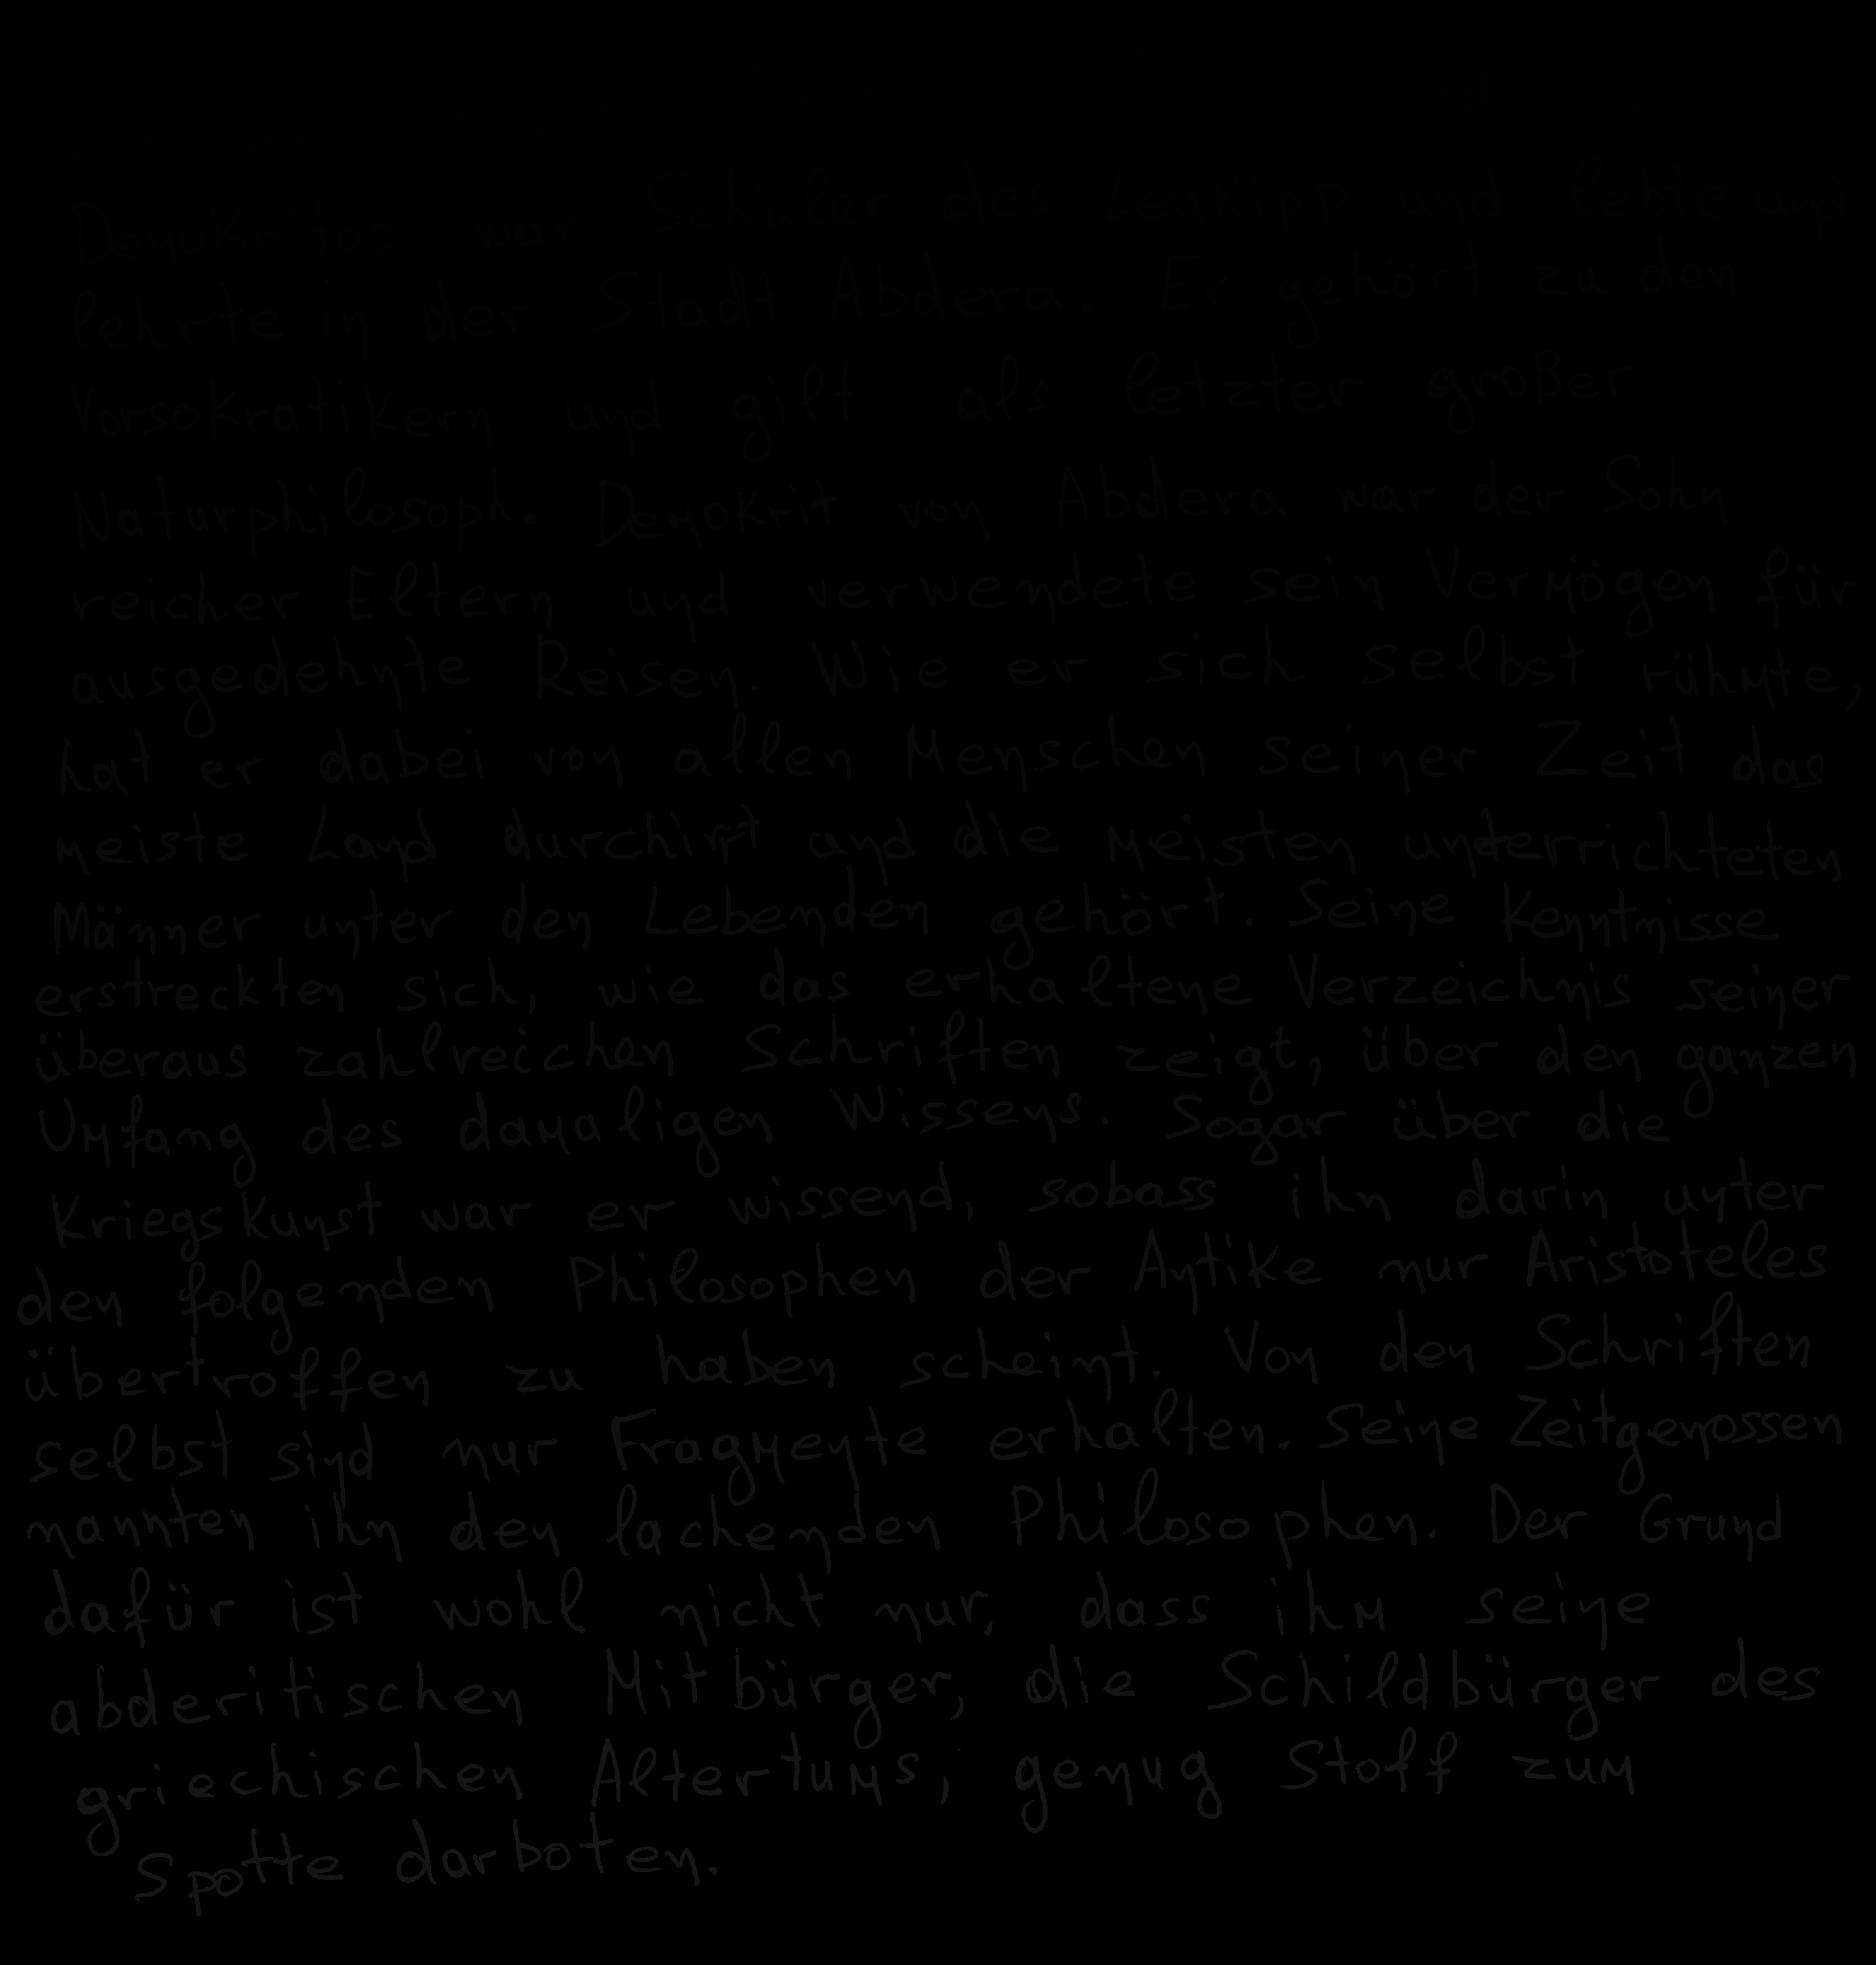 Demokritos war Schüler des Leukipp und lebte und
lehrte in der Stadt Abdera. Er gehört zu den
Vorsokratikern und gilt als letzter großer
Naturphilosoph. Demokrit von Abdera war der Sohn
reicher Eltern und verwendete sein Vermögen für
ausgedehnte Reisen. Wie er sich selbst rühmte,
hat er dabei von allen Menschen seiner Zeit das
meiste Land durchirrt und die meisten unterrichteten
Männer unter den Lebenden gehört. Seine Kenntnisse
erstreckten sich, wie das erhaltene Verzeichnis seiner
überaus zahlreichen Schriften zeigt, über den ganzen
Umfang des damaligen Wissens. Sogar über die
Kriegskunst war er wissend, sobass ihn darin unter
den folgenden Philosophen der Antike nur Aristoteles
übertroffen zu haben scheint. Von den Schriften
selbst sind nur Fragmente erhalten. Seine Zeitgenossen
nannten ihn den lachenden Philosophen. Der Grund
dafür ist wohl nicht nur, dass ihm seine
abderitischen Mitbürger, die Schildbürger des
griechischen Altertums, genug Stoff zum
Spotte darboten.